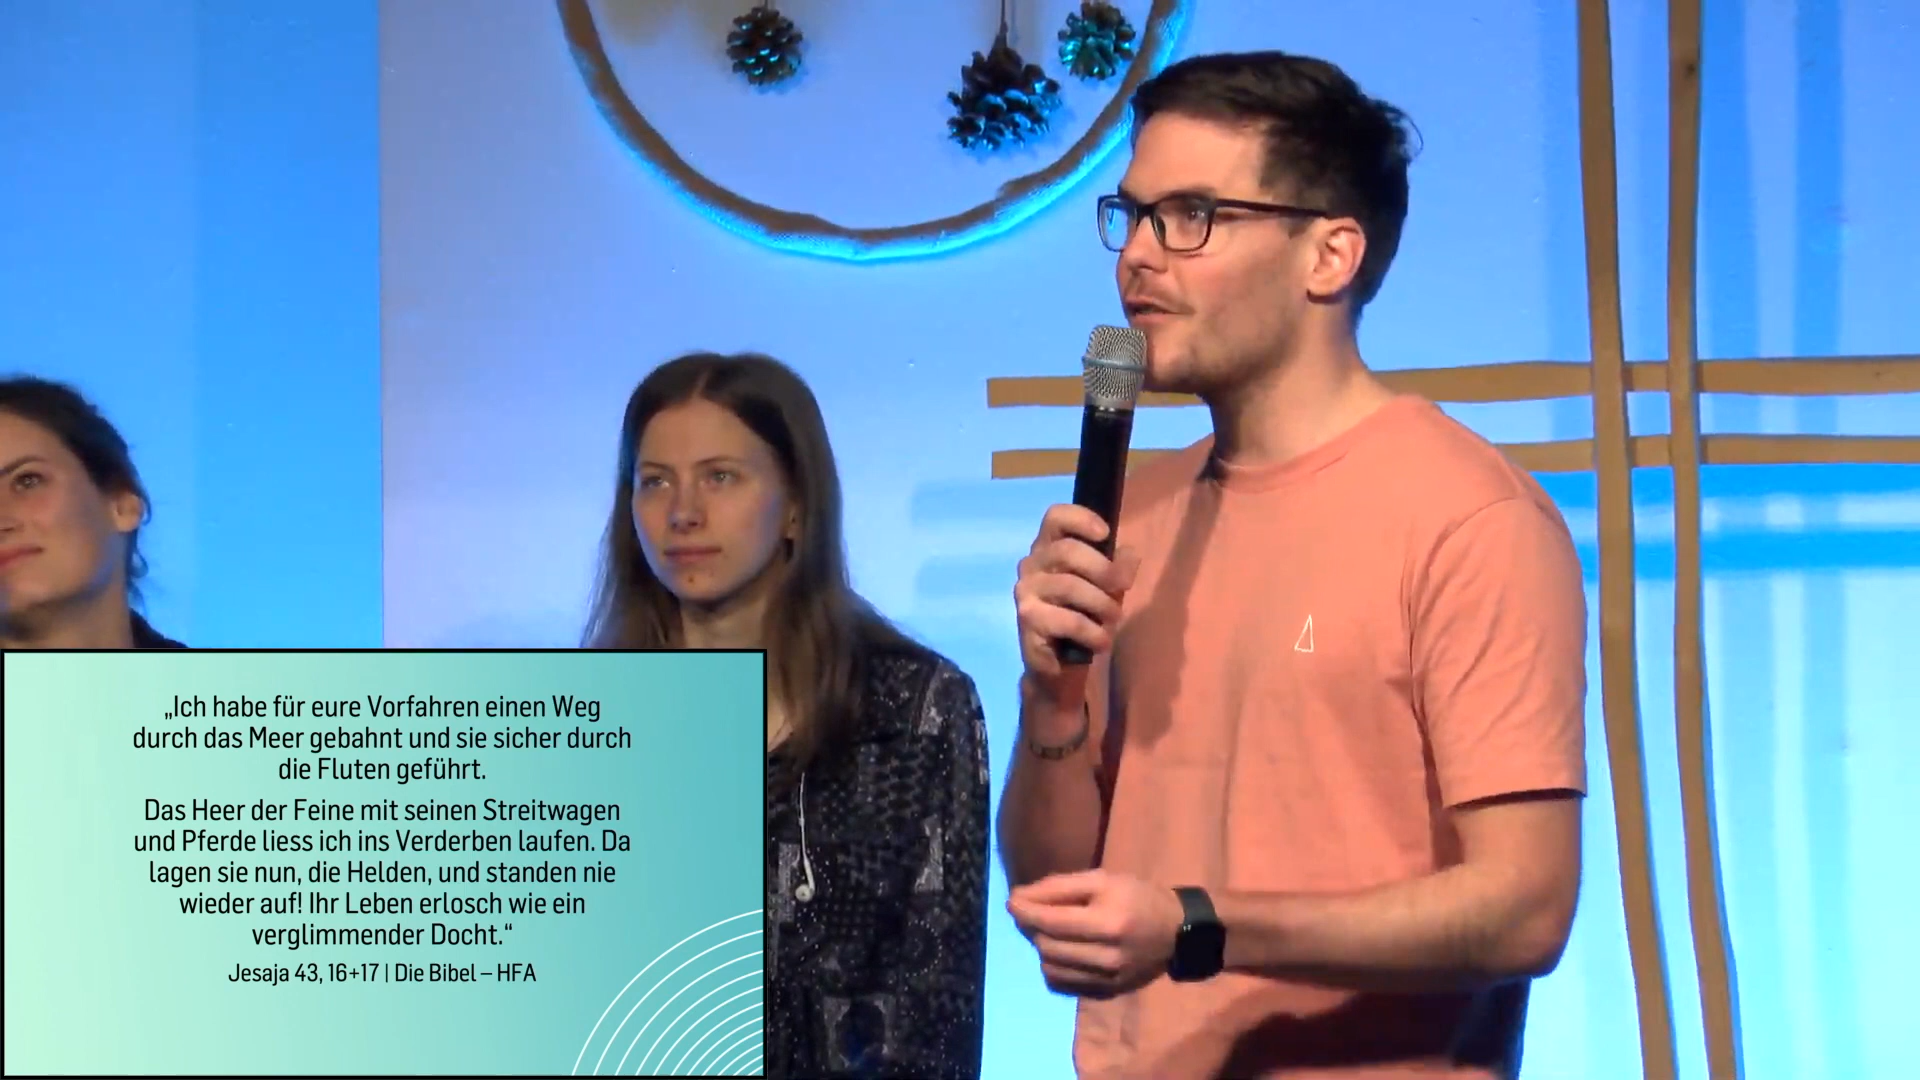 „Ich habe für eure Vorfahren einen Weg
durch das Meer gebahnt und sie sicher durch
die Fluten geführt.
Das Heer der Feine mit seinen Streitwagen
und Pferde liess ich ins Verderben laufen. Da
lagen sie nun, die Helden, und standen nie
wieder auf! Ihr Leben erlosch wie ein
verglimmender Docht.“
Jesaja 43, 16+17 | Die Bibel – HFA